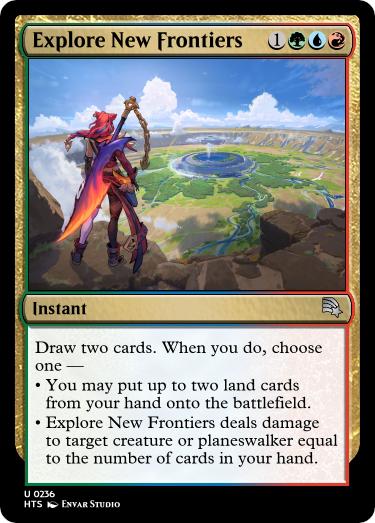 Explore New Frontiers 1
Instant
Draw two cards. When you do, choose
one —
• You may put up to two land cards
from your hand onto the battlefield.
• Explore New Frontiers deals damage
to target creature or planeswalker equal
to the number of cards in your hand.
U 0236
HTS Envar Studio